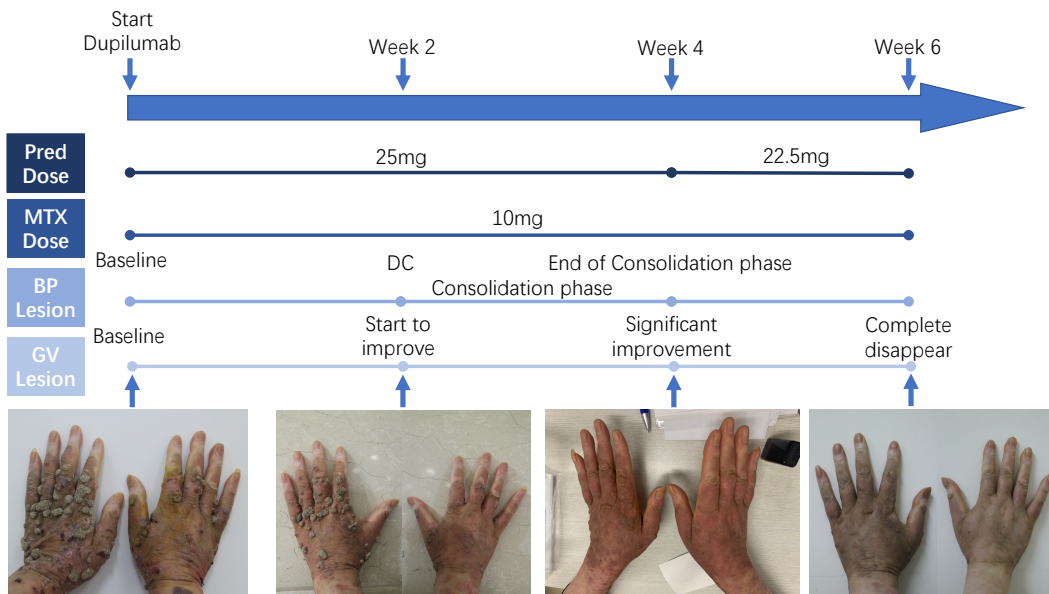 Start
Dupilumab
Week 2
Week 4
Week 6
Pred
Dose
25mg
22.5mg
MTX
Dose
10mg
BP
Lesion
Baseline
DC
End of Consolidation phase
Consolidation phase
GV
Lesion
Baseline
Start to
improve
Significant
improvement
Complete
disappear